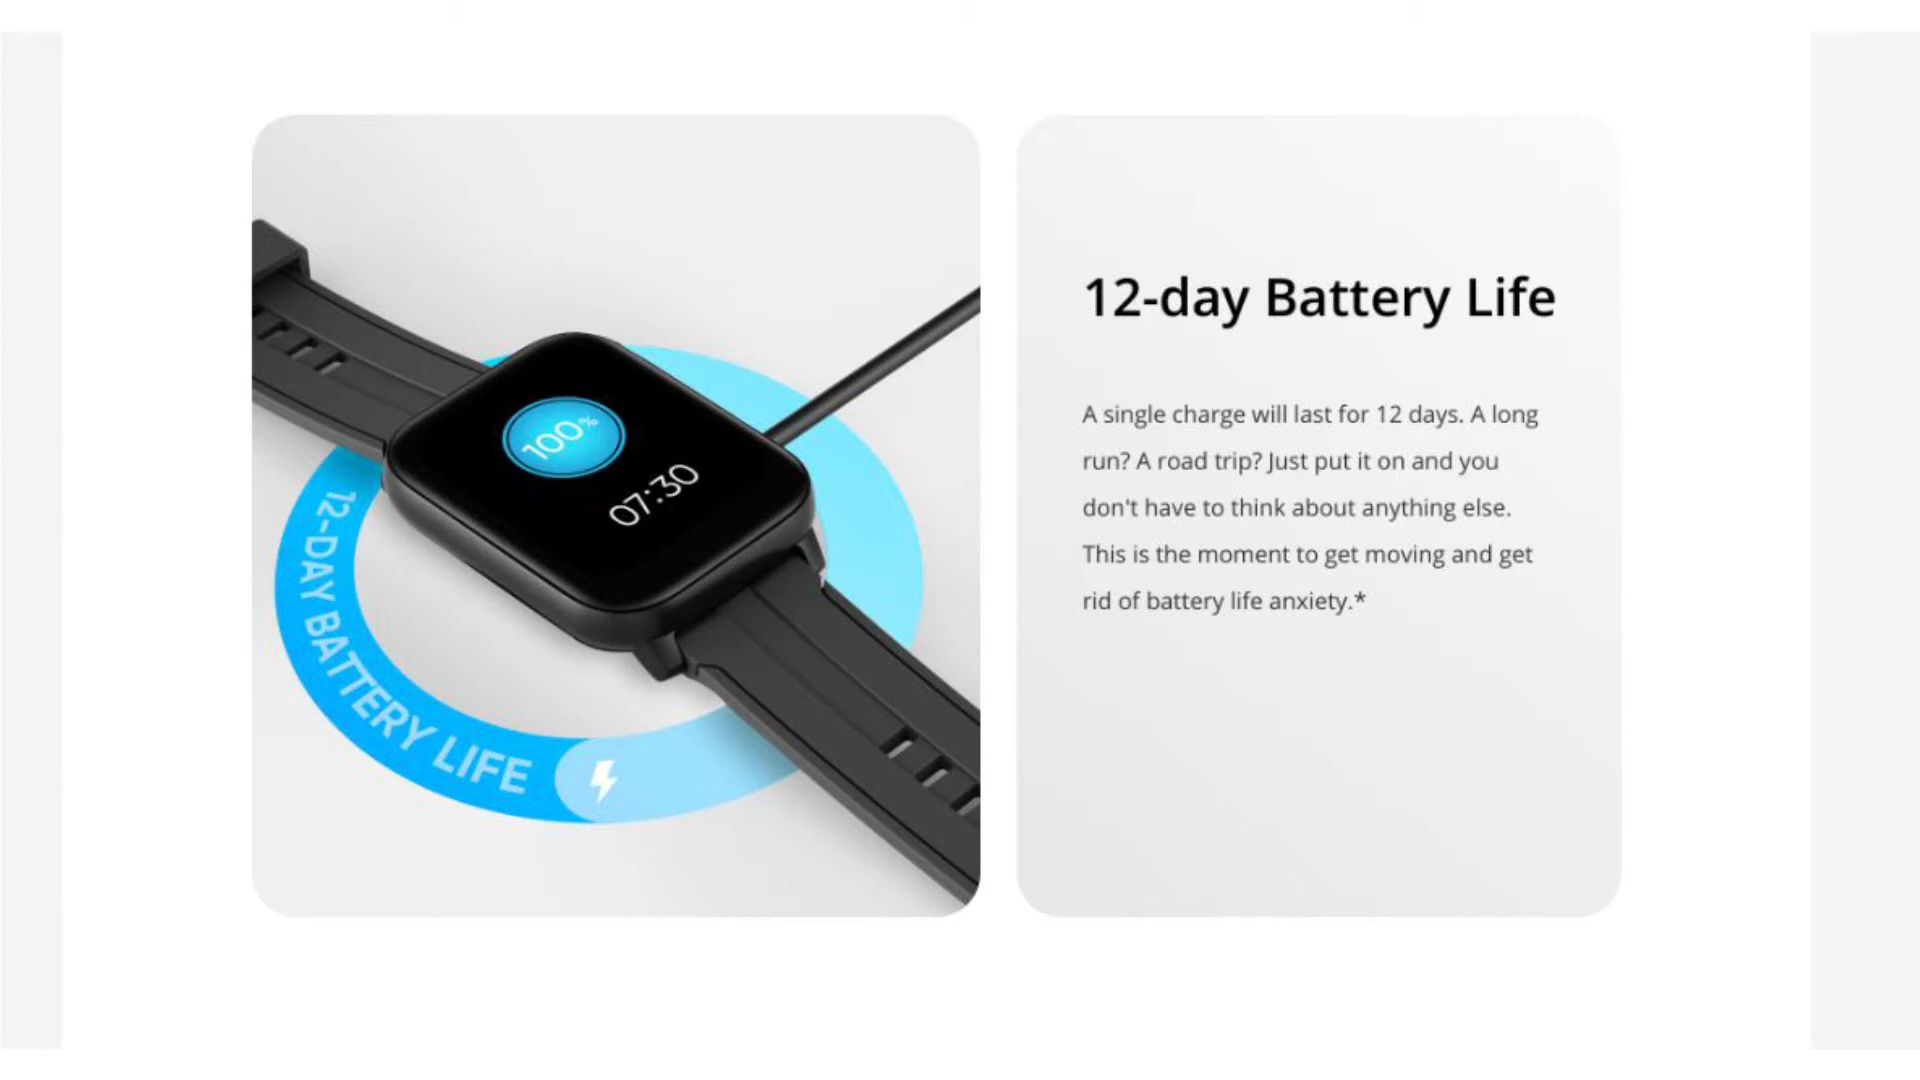 100%
07:30
12-DAY BATTERY LIFE
12-day Battery Life
A single charge will last for 12 days. A long
run? A road trip? Just put it on and you
don't have to think about anything else.
This is the moment to get moving and get
rid of battery life anxiety.*